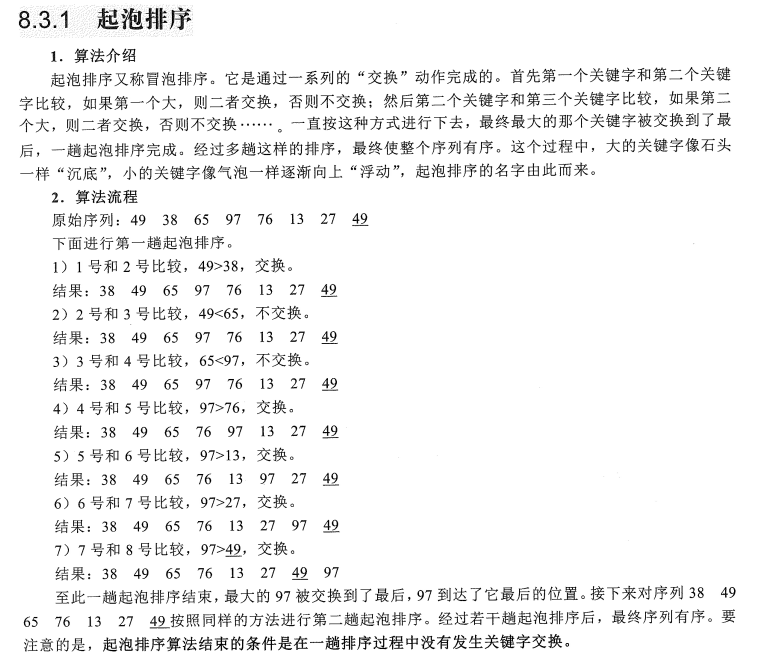 8.3.1 起泡排序
1．算法介绍
起泡排序又称冒泡排序。它是通过一系列的“交换”动作完成的。首先第一个关键字和第二个关键
字比较，如果第一个大，则二者交换，否则不交换；然后第二个关键字和第三个关键字比较，如果第二
个大，则二者交换，否则不交换……。一直按这种方式进行下去，最终最大的那个关键字被交换到了最
后，一趟起泡排序完成。经过多趟这样的排序，最终使整个序列有序。这个过程中，大的关键字像石头
一样“沉底”，小的关键字像气泡一样逐渐向上“浮动”，起泡排序的名字由此而来。
2．算法流程
原始序列：49 38 65 97 76 13 27 49
下面进行第一趟起泡排序。
1）1号和2号比较，49>38，交换。
结果：38 49 65 97 76 13 27 49
2）2号和3号比较，49<65，不交换。
结果：38 49 65 97 76 13 27 49
3）3号和4号比较，65<97，不交换。
结果：38 49 65 97 76 13 27 49
4）4号和5号比较，97>76，交换。
结果：38 49 65 76 97 13 27 49
5）5号和6号比较，97>13，交换。
结果：38 49 65 76 13 97 27 49
6）6号和7号比较，97>27，交换。
结果：38 49 65 76 13 27 97 49
7）7号和8号比较，97>49，交换。
结果：38 49 65 76 13 27 49 97
至此一趟起泡排序结束，最大的97被交换到了最后，97到达了它最后的位置。接下来对序列38 49
65 76 13 27 49按照同样的方法进行第二趟起泡排序。经过若干趟起泡排序后，最终序列有序。要
注意的是，起泡排序算法结束的条件是在一趟排序过程中没有发生关键字交换。